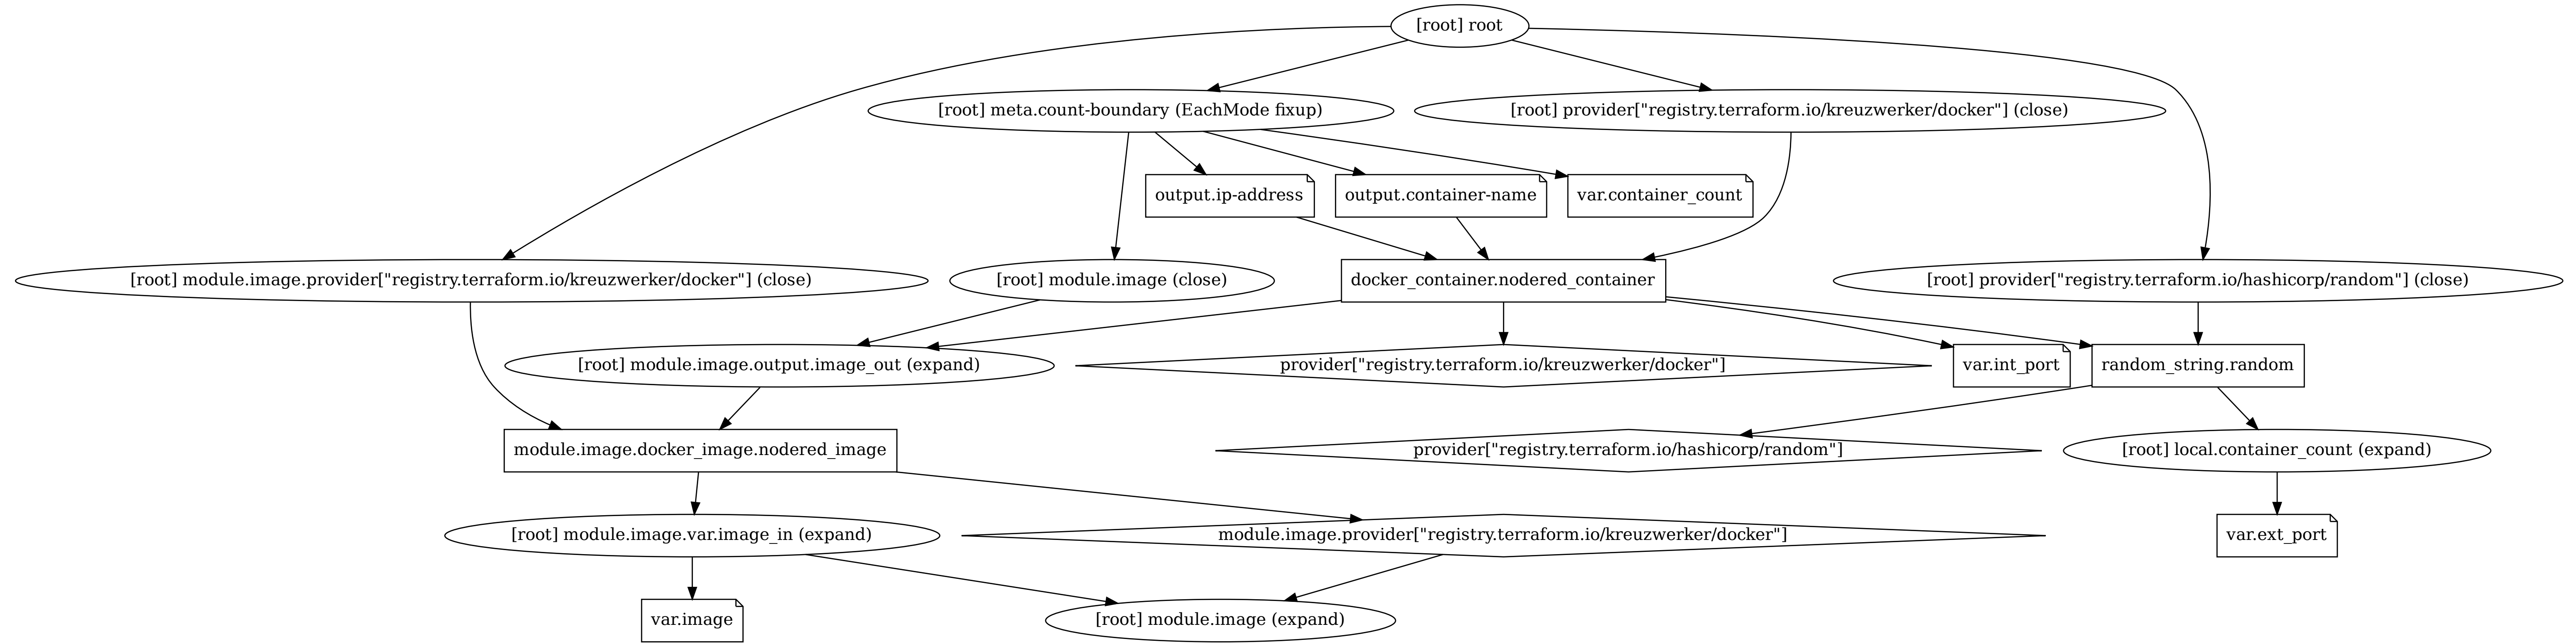 [root] root
[root] meta.count-boundary (EachMode fixup)
[root] provider["registry.terraform.io/kreuzwerker/docker"] (close)
output.ip-address
output.container-name
var.container_count
[root] module.image.provider["registry.terraform.io/kreuzwerker/docker"] (close)
[root] module.image (close)
docker_container.nodered_container
[root] provider["registry.terraform.io/hashicorp/random"] (close)
[root] module.image.output.image_out (expand)
provider["registry.terraform.io/kreuzwerker/docker"]
var.int_port
random_string.random
module.image.docker_image.nodered_image
provider["registry.terraform.io/hashicorp/random"]
[root] local.container_count (expand)
[root] module.image.var.image_in (expand)
module.image.provider["registry.terraform.io/kreuzwerker/docker"]
var.ext_port
var.image
[root] module.image (expand)